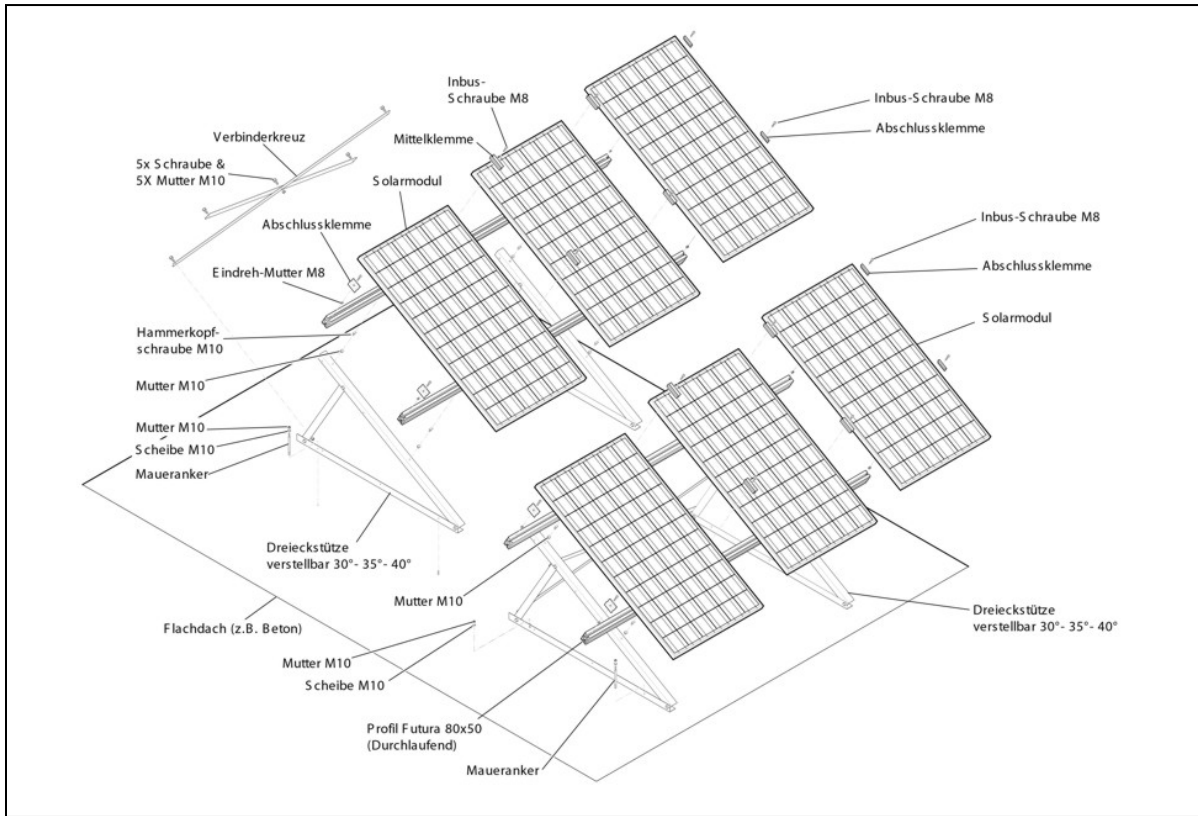 Inbus-
Schraube M8
Mittelklemme
Verbinderkreuz
5x Schraube &
5X Mutter M10
Solarmodul
Abschlussklemme
Eindreh-Mutter M8
Hammerkopf-
schraube M10
Mutter M10
Mutter M10
Scheibe M10
Maueranker
Dreieckstütze
verstellbar 30°- 35°- 40°
Flachdach (z.B. Beton)
Inbus-Schraube M8
Abschlussklemme
Inbus-Schraube M8
Abschlussklemme
Solarmodul
Mutter M10
Dreieckstütze
verstellbar 30°- 35°- 40°
Mutter M10
Scheibe M10
Profil Futura 80x50
(Durchlaufend)
Maueranker